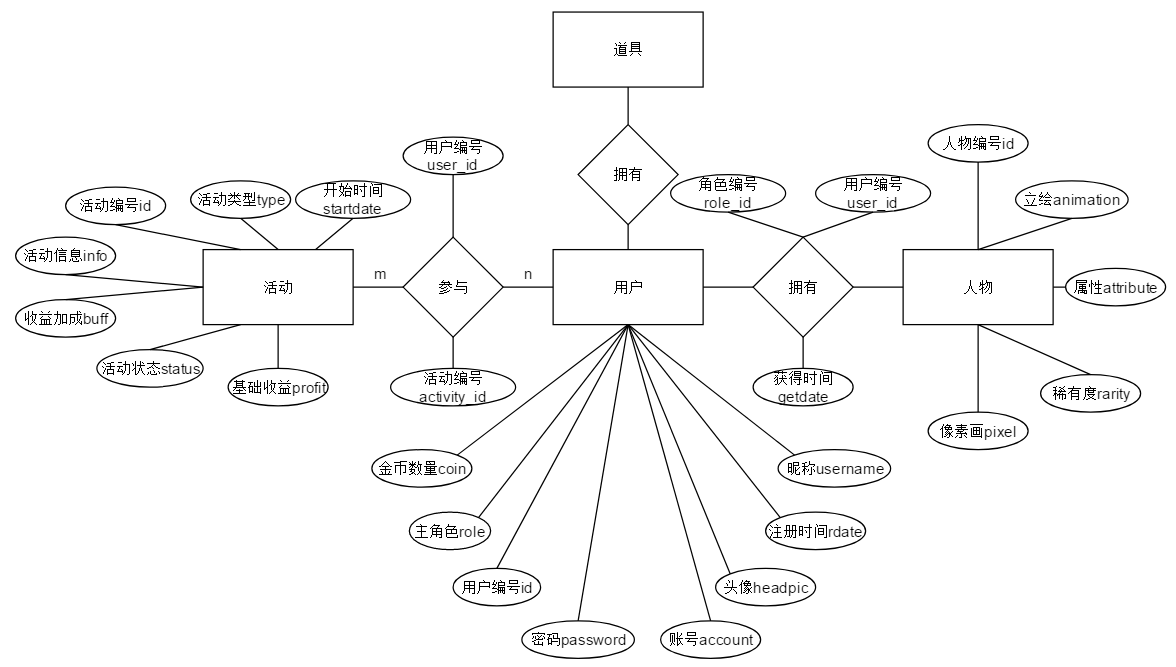 道具
拥有
用户编号
user_id
人物编号id
活动编号id
活动类型type
开始时间
startdate
角色编号
role_id
用户编号
user_id
立绘animation
活动信息info
活动
m
参与
n
用户
拥有
人物
属性attribute
收益加成buff
活动状态status
基础收益profit
活动编号
activity_id
获得时间
getdate
稀有度rarity
像素画pixel
金币数量coin
昵称username
主角色role
注册时间rdate
用户编号id
头像headpic
密码password
账号account